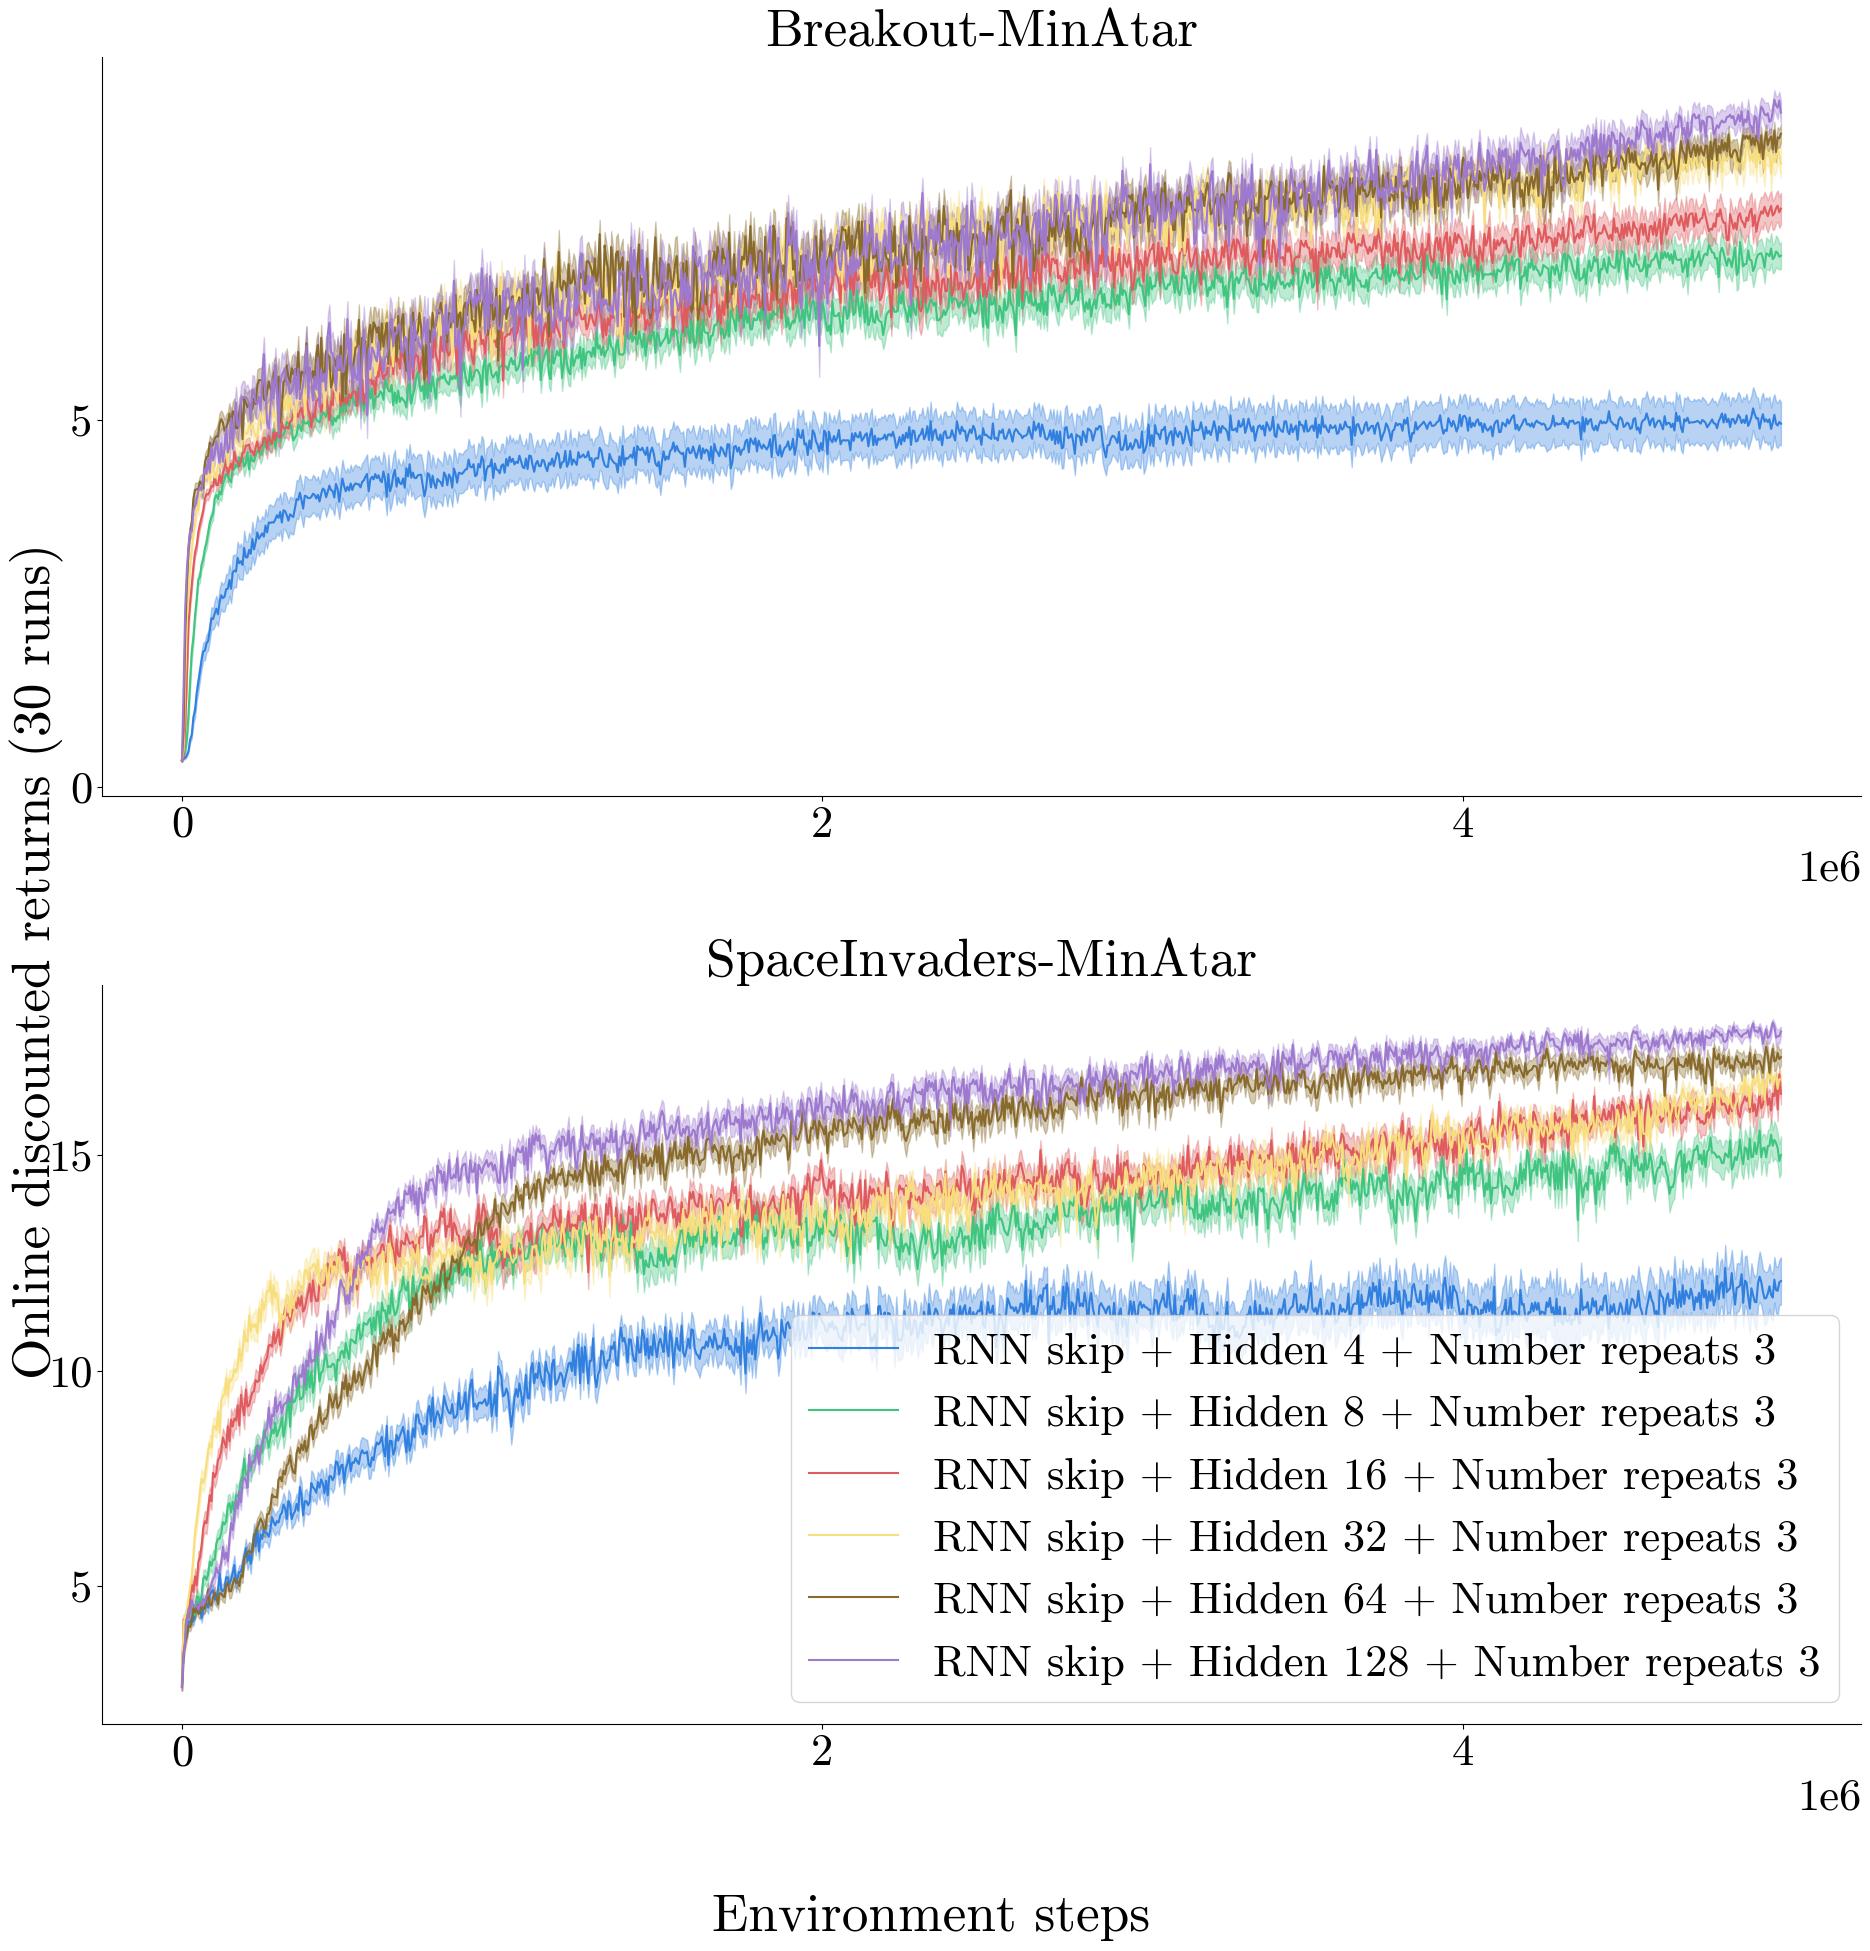 Breakout-MinAtar
5
0
0 2 4
1e6
Online discounted returns (30 runs)
SpaceInvaders-MinAtar
15
10
5
RNN skip + Hidden 4 + Number repeats 3
RNN skip + Hidden 8 + Number repeats 3
RNN skip + Hidden 16 + Number repeats 3
RNN skip + Hidden 32 + Number repeats 3
RNN skip + Hidden 64 + Number repeats 3
RNN skip + Hidden 128 + Number repeats 3
0 2 4
1e6
Environment steps